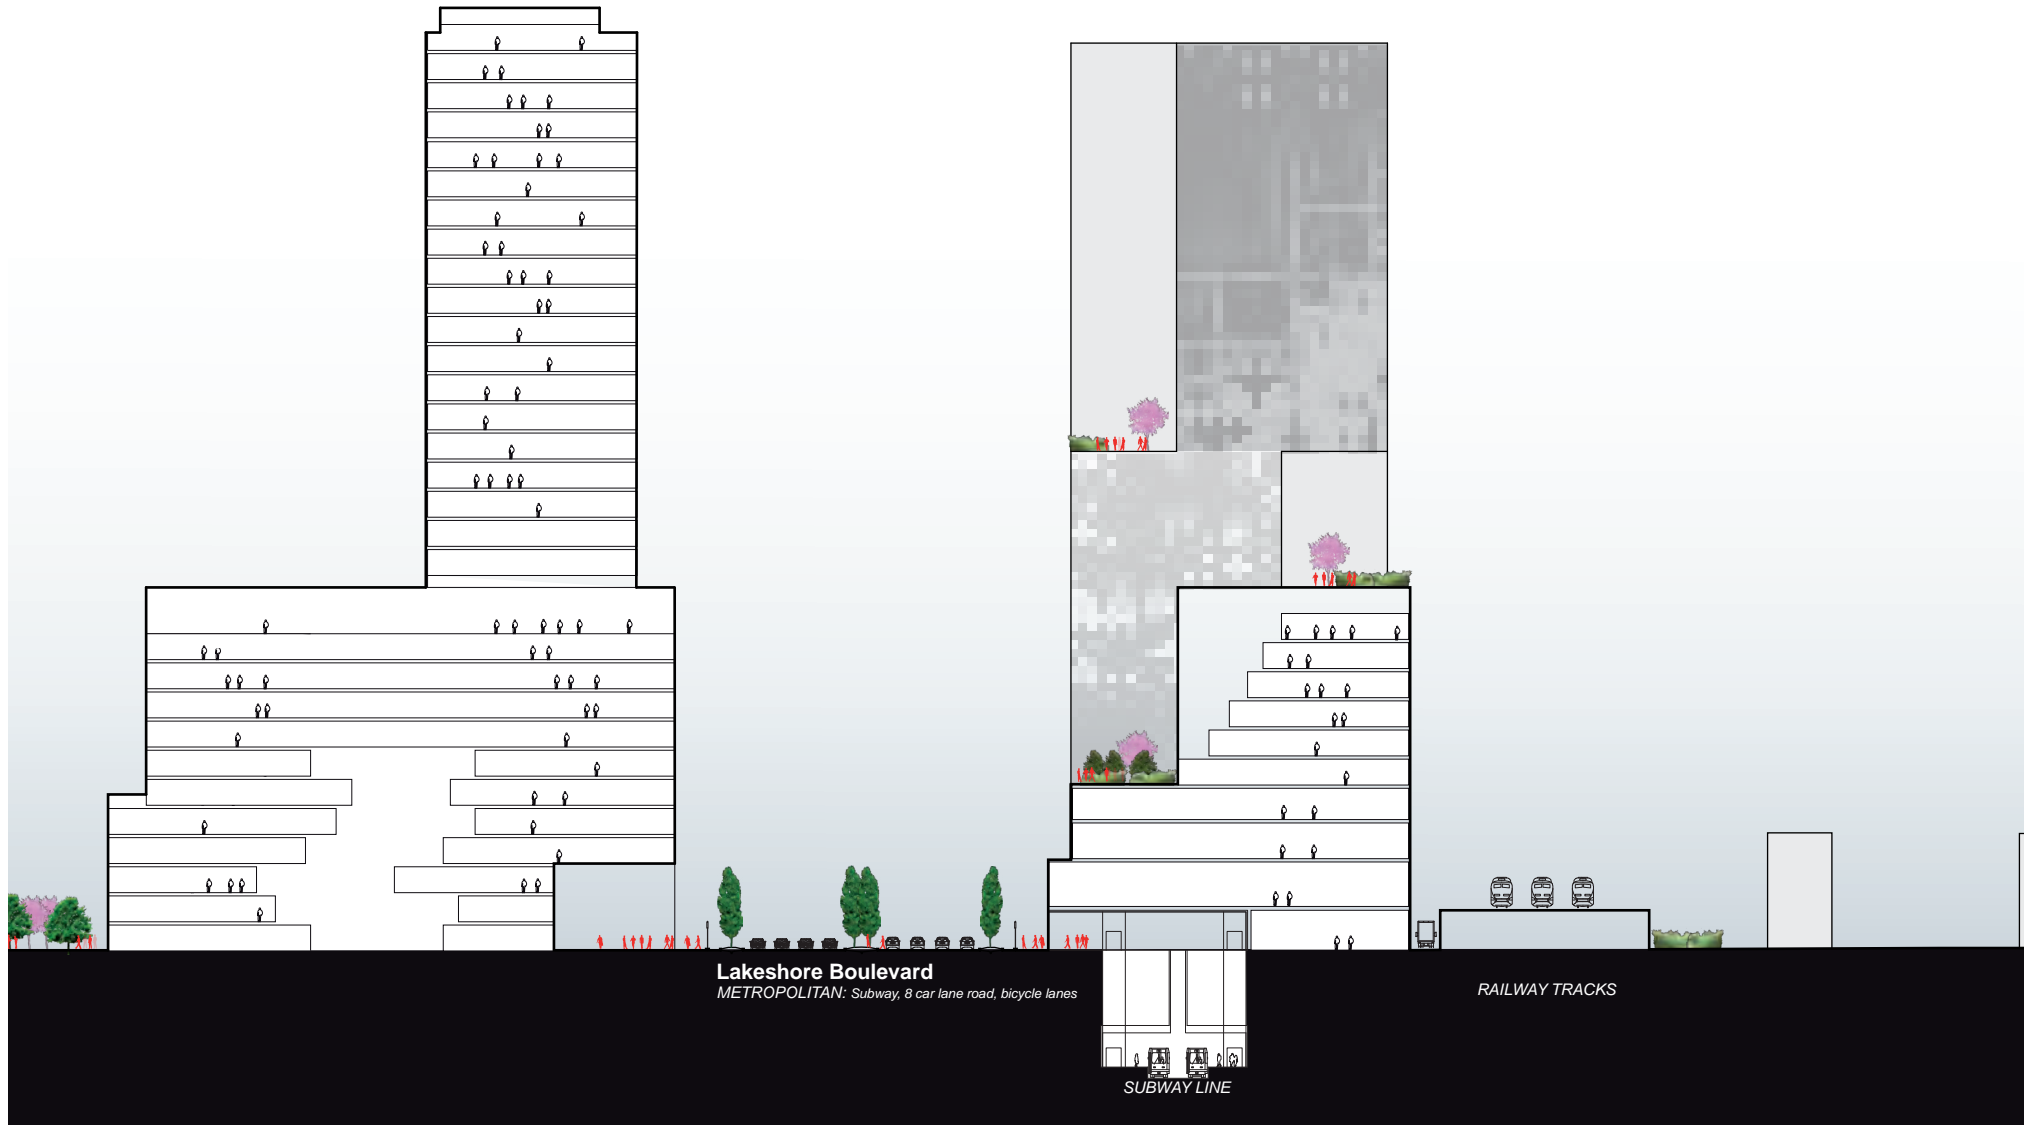 Lakeshore Boulevard
METROPOLITAN: Subway, 8 car lane road, bicycle lanes
RAILWAY TRACKS
SUBWAY LINE